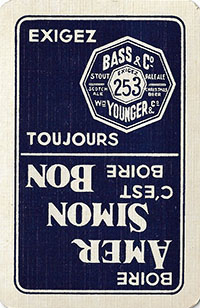 EXIGEZ
BASS & Co
STOUT
PALE ALE
EXIGEZ
253
SCOTCH ALE
CHRISTMAS BEER
Wm YOUNGER & Co
TOUJOURS
BOIRE
AMER
SIMON
C'EST
BOIRE
BON